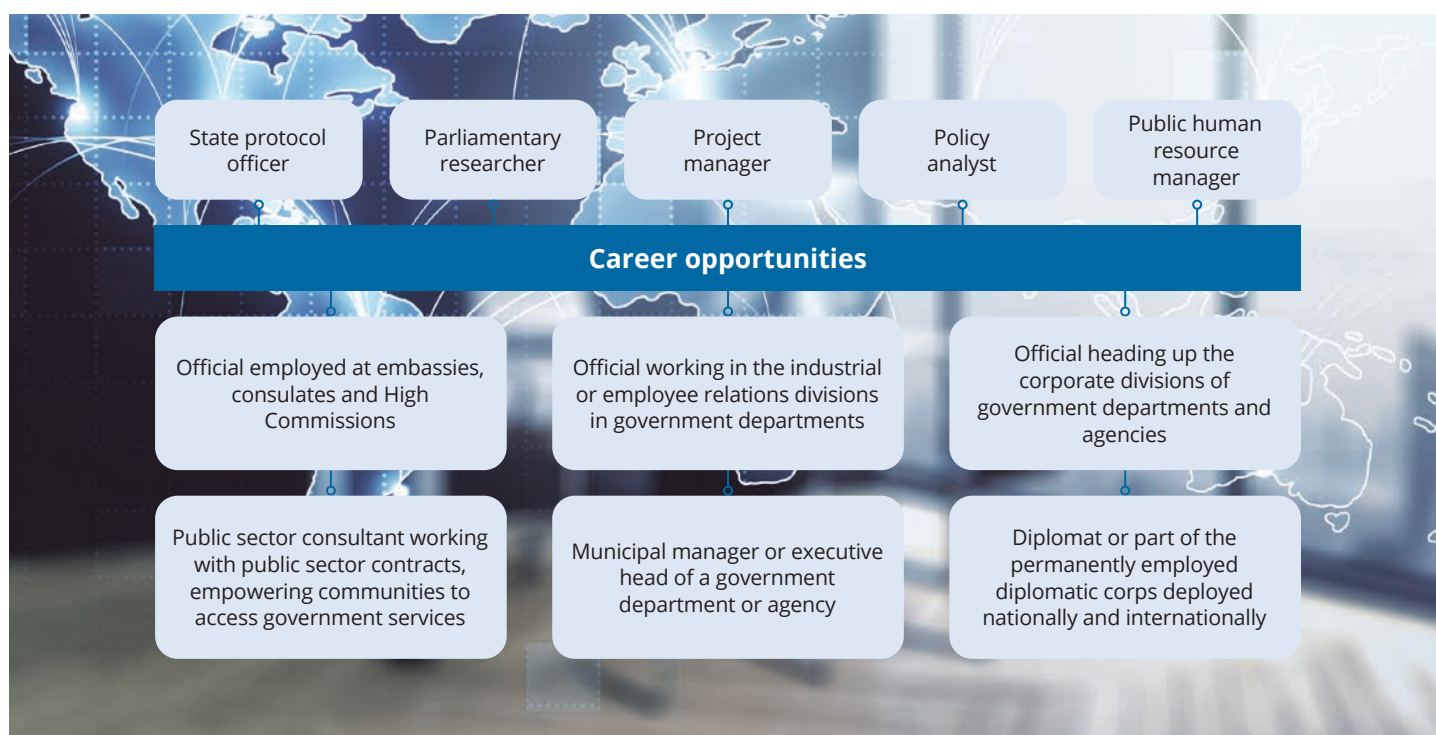 State protocol
officer
Parliamentary
researcher
Project
manager
Policy
analyst
Public human
resource
manager
Career opportunities
Official employed at embassies,
consulates and High
Commissions
Official working in the industrial
or employee relations divisions
in government departments
Official heading up the
corporate divisions of
government departments and
agencies
Public sector consultant working
with public sector contracts,
empowering communities to
access government services
Municipal manager or executive
head of a government
department or agency
Diplomat or part of the
permanently employed
diplomatic corps deployed
nationally and internationally